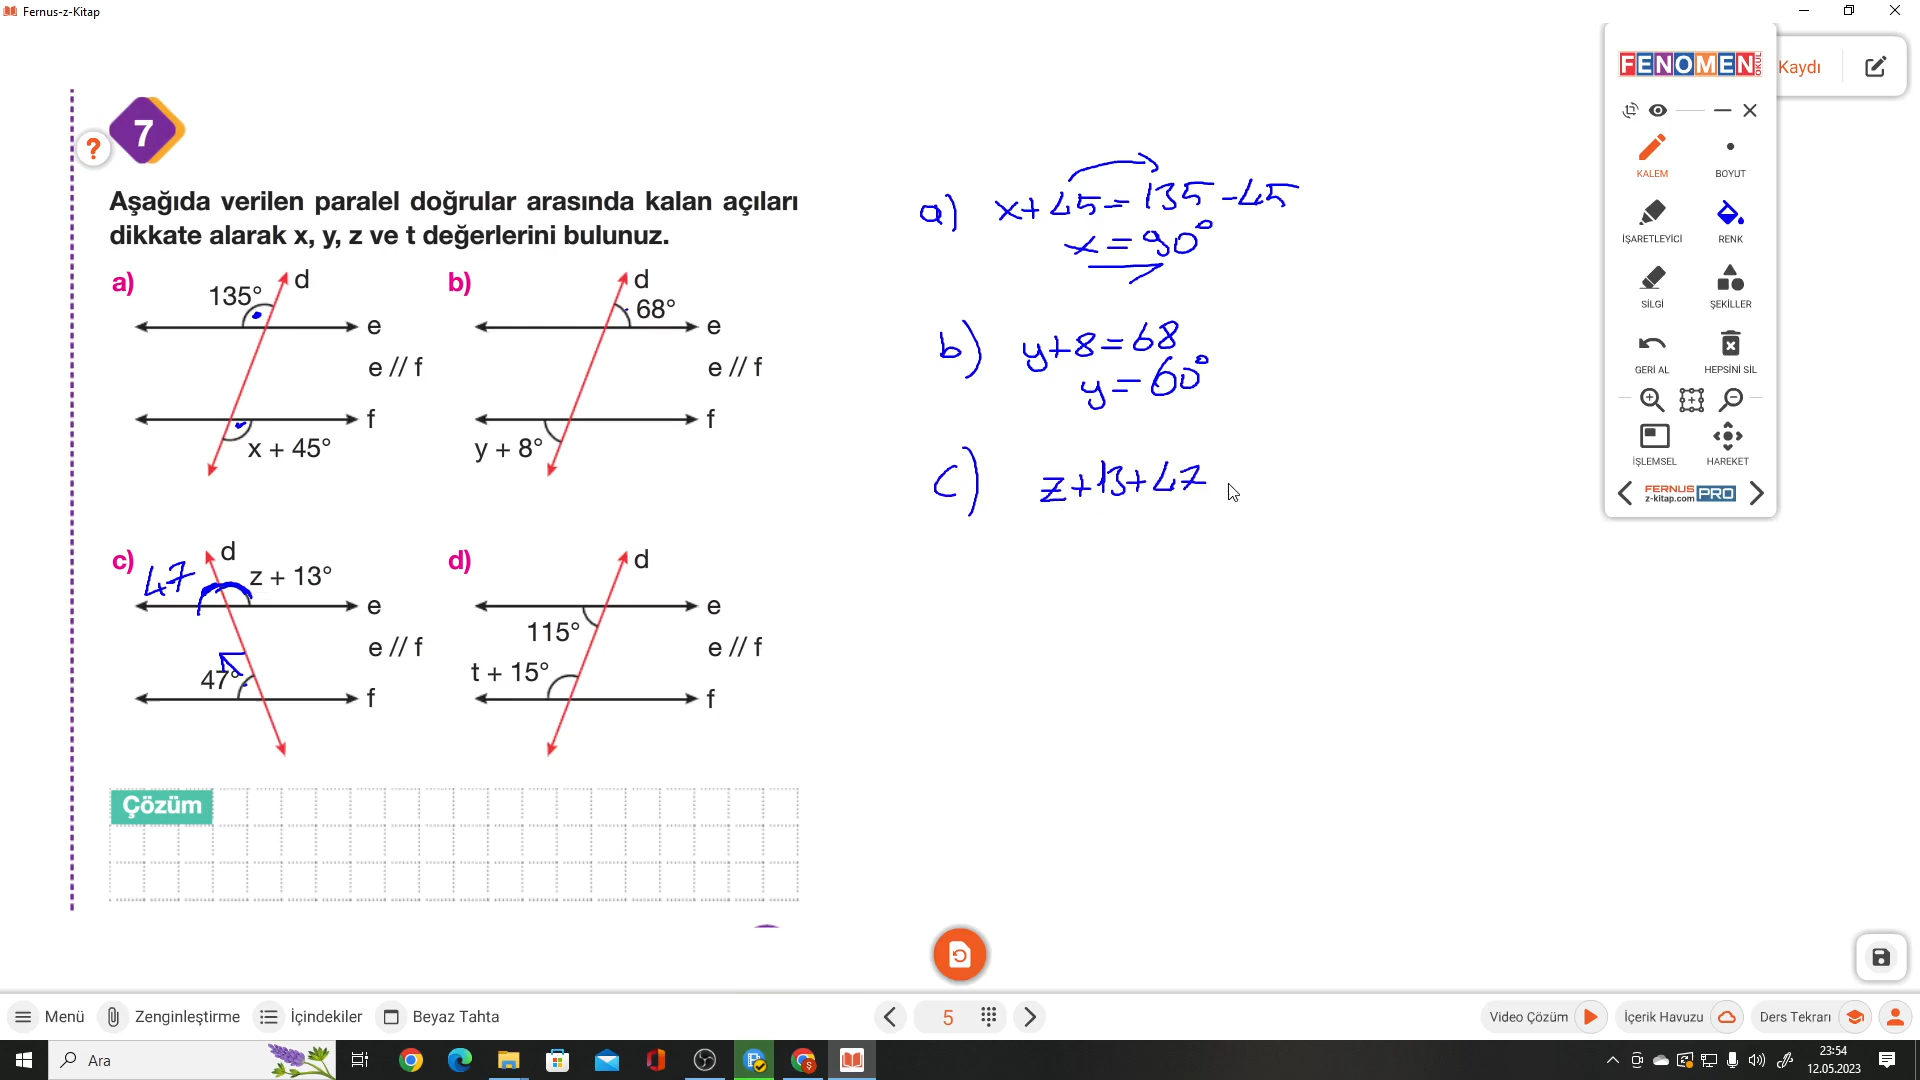 Fernus-z-Kitap
FENOMEN OKUL
Kaydı
7
?
Aşağıda verilen paralel doğrular arasında kalan açıları
dikkate alarak x, y, z ve t değerlerini bulunuz.
a)
135°
d
e
e // f
f
x + 45°
b)
d
68°
e
e // f
f
y + 8°
c)
47
d
z + 13°
e
e // f
47°
f
d)
d
e
115°
e // f
t + 15°
f
Çözüm
a) x+45=135-45
x=90°
b) y+8=68
y=60°
c) z+13+47
KALEM
BOYUT
İŞARETLEYİCİ
RENK
SİLGİ
ŞEKİLLER
GERİ AL
HEPSİNİ SİL
İŞLEMSEL
HAREKET
FERNUS
z-kitap.com PRO
Menü
Zenginleştirme
İçindekiler
Beyaz Tahta
5
Video Çözüm
İçerik Havuzu
Ders Tekrarı
Ara
23:54
12.05.2023